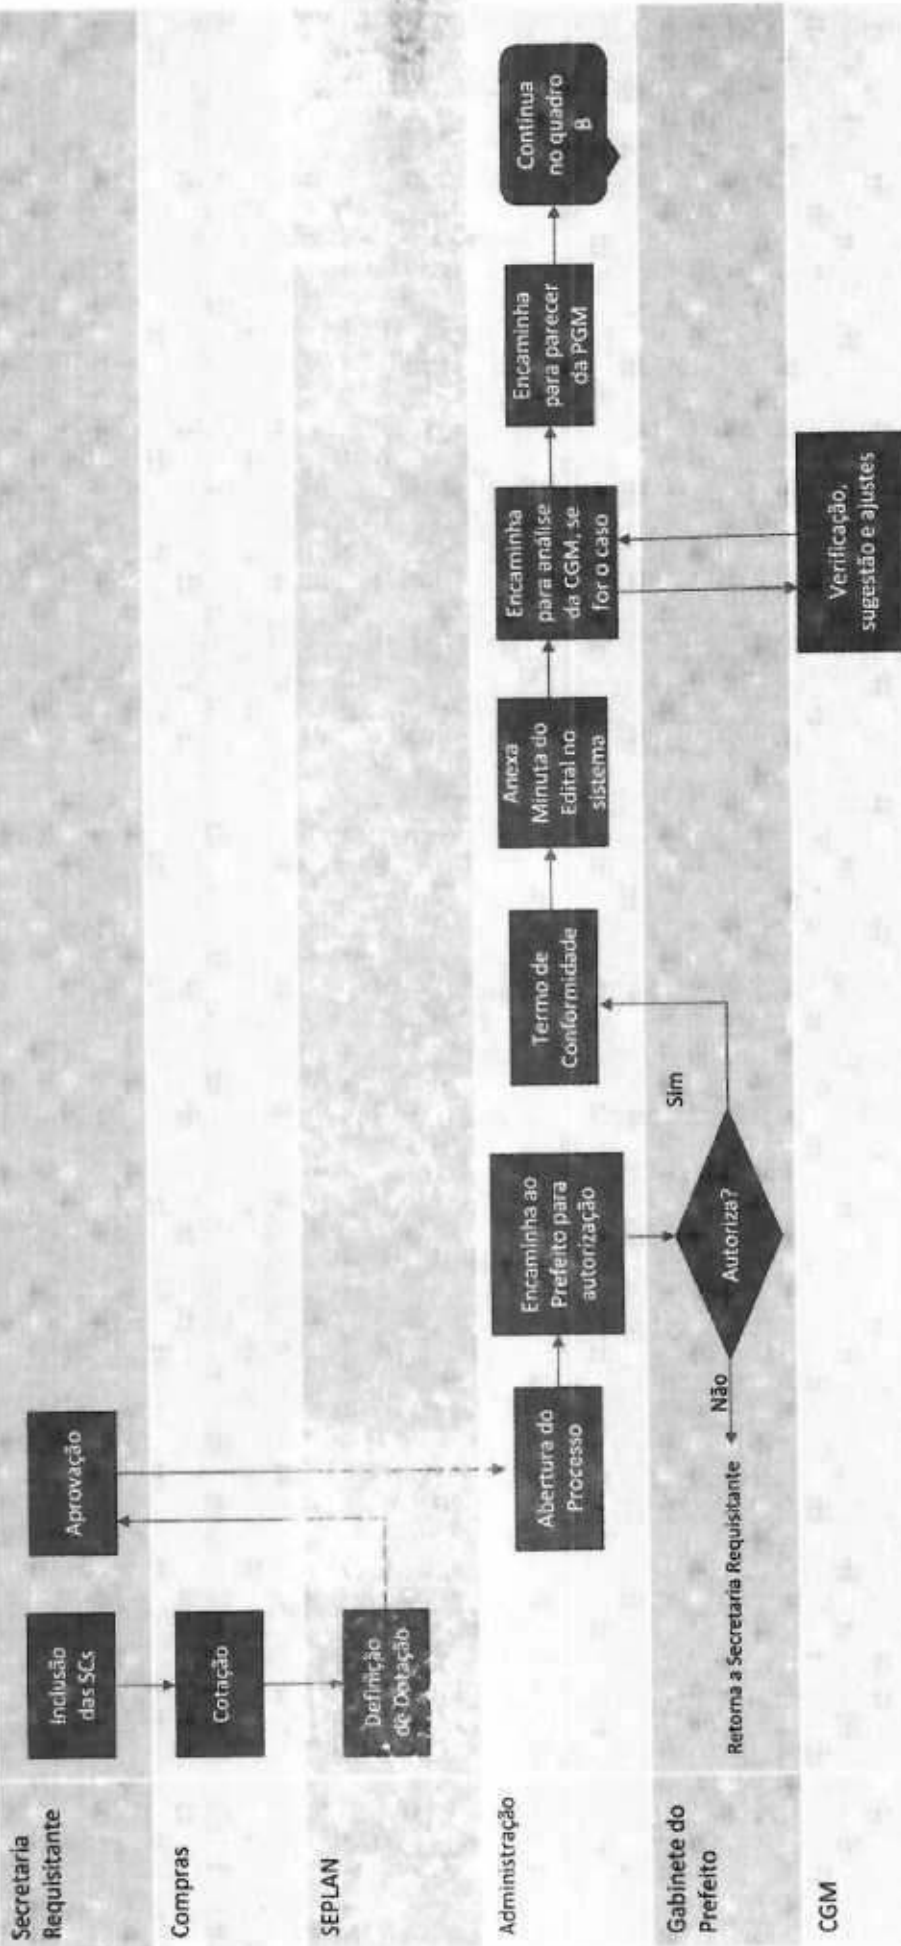 Secretaria
Requisitante
Inclusão
das SCs
Aprovação
Compras
Cotação
SEPLAN
Definição
de Dotação
Administração
Abertura do
Processo
Encaminha ao
Prefeito para
autorização
Termo de
Conformidade
Anexa
Minuta do
Edital no
sistema
Encaminha
para análise
da CGM, se
for o caso
Encaminha
para parecer
da PGM
Continua
no quadro
B
Gabinete do
Prefeito
Retorna a Secretaria Requisitante
Não
Autoriza?
Sim
CGM
Verificação,
sugestão e ajustes